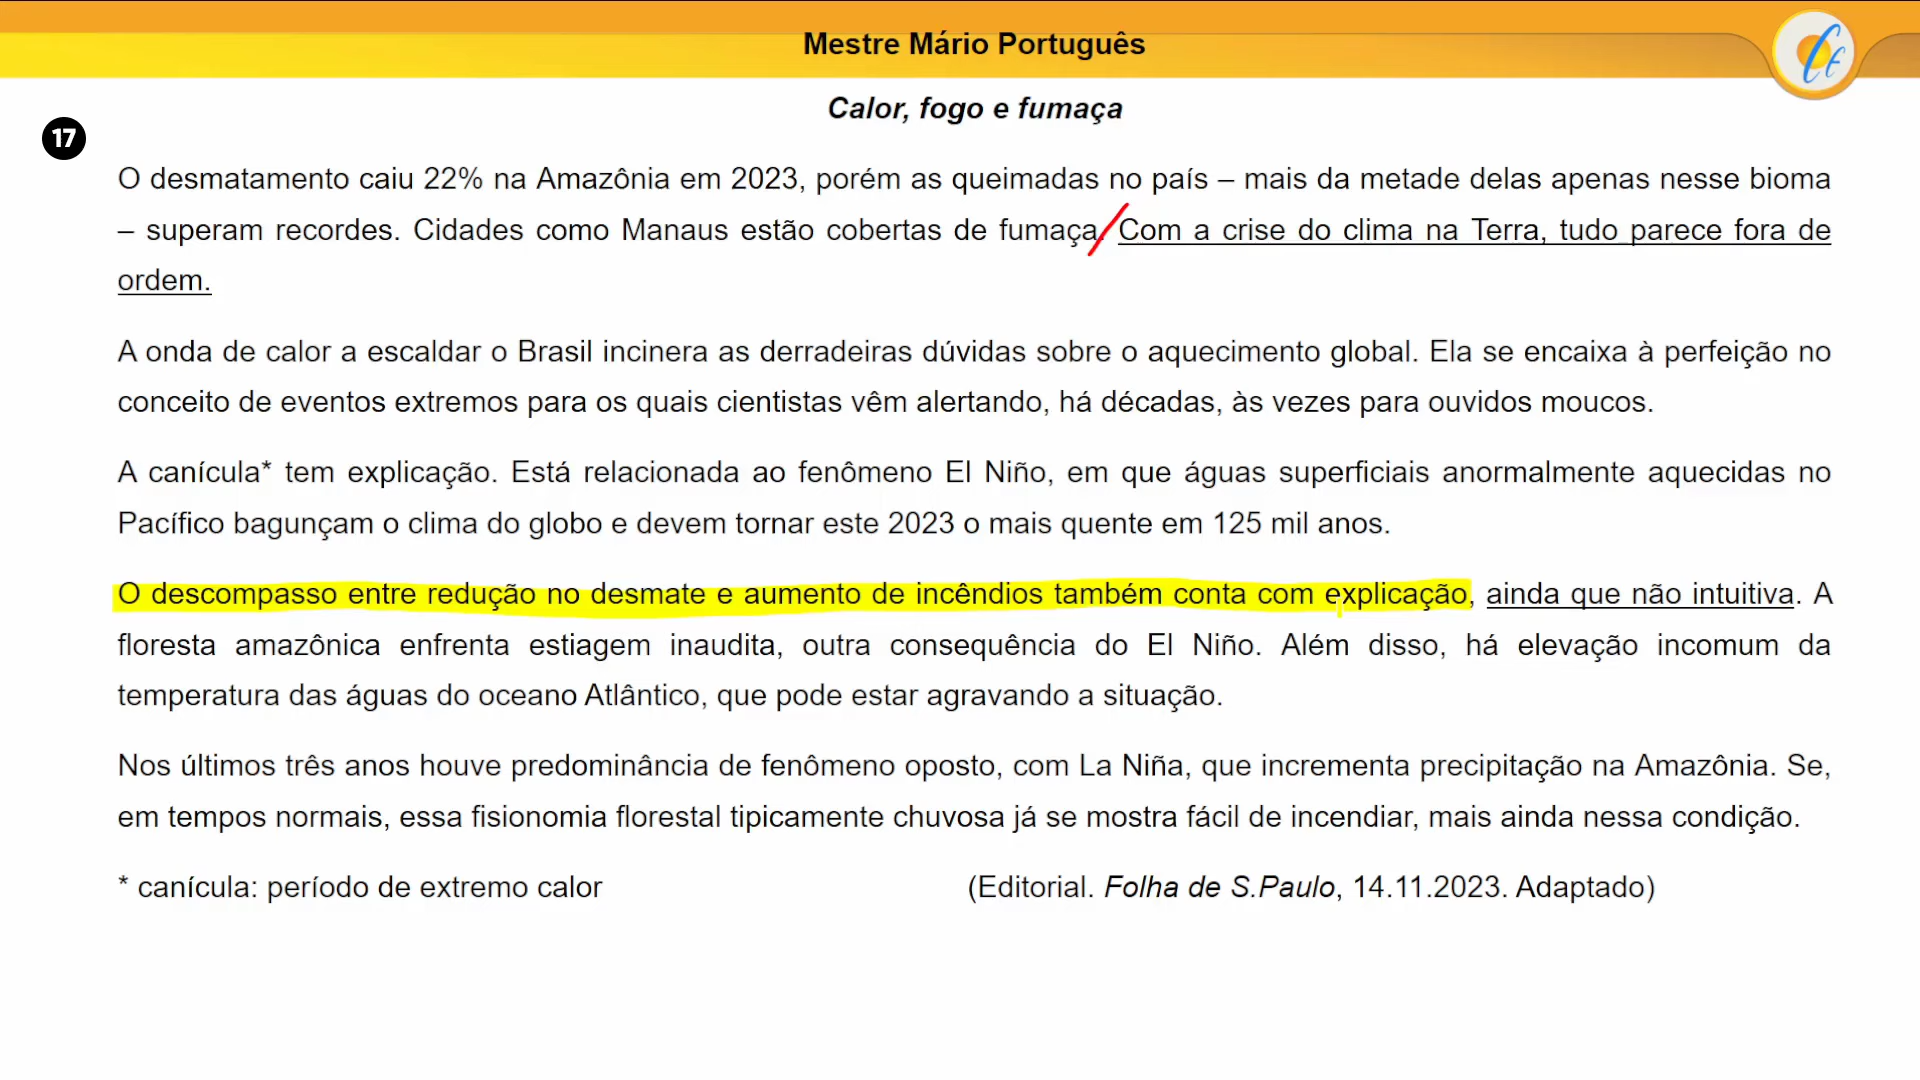 Mestre Mário Português
Calor, fogo e fumaça
17
O desmatamento caiu 22% na Amazônia em 2023, porém as queimadas no país – mais da metade delas apenas nesse bioma
– superam recordes. Cidades como Manaus estão cobertas de fumaça. Com a crise do clima na Terra, tudo parece fora de
ordem.
A onda de calor a escaldar o Brasil incinera as derradeiras dúvidas sobre o aquecimento global. Ela se encaixa à perfeição no
conceito de eventos extremos para os quais cientistas vêm alertando, há décadas, às vezes para ouvidos moucos.
A canícula* tem explicação. Está relacionada ao fenômeno El Niño, em que águas superficiais anormalmente aquecidas no
Pacífico bagunçam o clima do globo e devem tornar este 2023 o mais quente em 125 mil anos.
O descompasso entre redução no desmate e aumento de incêndios também conta com explicação, ainda que não intuitiva. A
floresta amazônica enfrenta estiagem inaudita, outra consequência do El Niño. Além disso, há elevação incomum da
temperatura das águas do oceano Atlântico, que pode estar agravando a situação.
Nos últimos três anos houve predominância de fenômeno oposto, com La Niña, que incrementa precipitação na Amazônia. Se,
em tempos normais, essa fisionomia florestal tipicamente chuvosa já se mostra fácil de incendiar, mais ainda nessa condição.
* canícula: período de extremo calor (Editorial. Folha de S.Paulo, 14.11.2023. Adaptado)